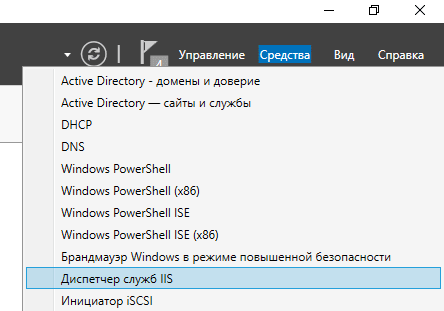 4
Управление Средства Вид Справка
Active Directory - домены и доверие
Active Directory — сайты и службы
DHCP
DNS
Windows PowerShell
Windows PowerShell (x86)
Windows PowerShell ISE
Windows PowerShell ISE (x86)
Брандмауэр Windows в режиме повышенной безопасности
Диспетчер служб IIS
Инициатор iSCSI